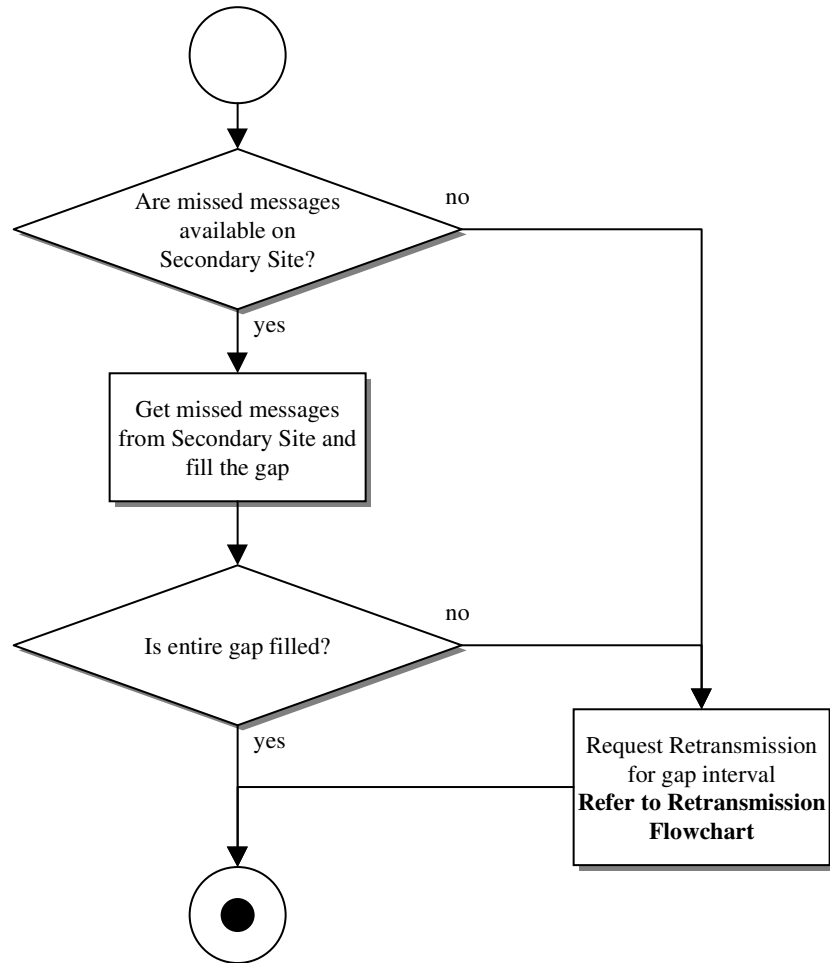 Are missed messages
available on
Secondary Site?
no
yes
Get missed messages
from Secondary Site and
fill the gap
Is entire gap filled?
no
yes
Request Retransmission
for gap interval
Refer to Retransmission
Flowchart